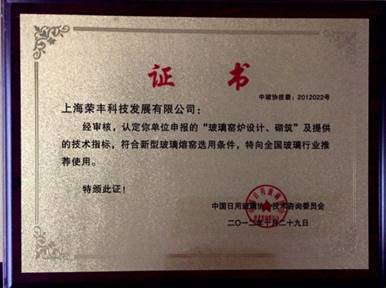 证书
中玻协授意:2012022号
上海荣丰科技发展有限公司:
经审核,认定你单位申报的“玻璃窑炉设计、砌筑”及提供
的技术指标,符合新型玻璃熔窑选用条件,特向全国玻璃行业推
荐使用。
特颁此证!
中国日用玻璃协会技术咨询委员会
二〇一二年十月二十九日